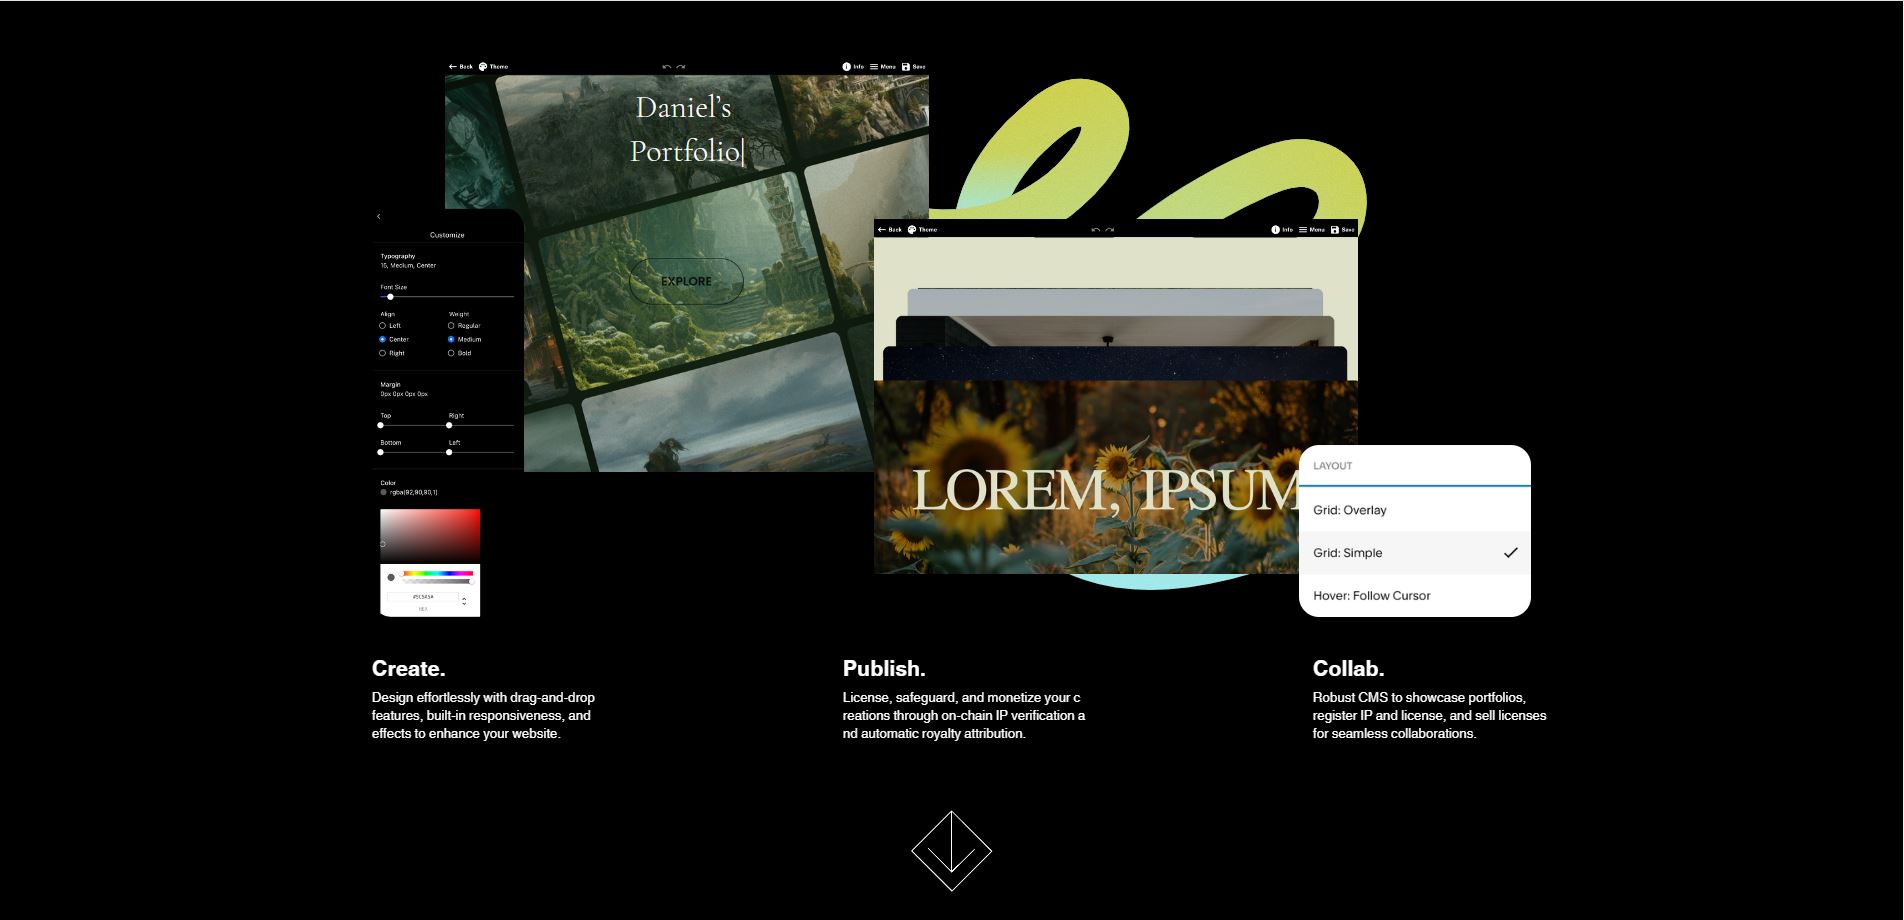 Back Theme Info Menu Save
Daniel's
Portfolio
EXPLORE
Customize
Typography
15, Medium, Center
Font Size
Align Weight
Left Regular
Center Medium
Right Bold
Margin
0px 0px 0px 0px
Top Right
Bottom Left
Color
rgba(92,90,90,1)
#5C5A5A
HEX
Back Theme Info Menu Save
LOREM, IPSUM
LAYOUT
Grid: Overlay
Grid: Simple
Hover: Follow Cursor
Create.
Design effortlessly with drag-and-drop
features, built-in responsiveness, and
effects to enhance your website.
Publish.
License, safeguard, and monetize your c
reations through on-chain IP verification a
nd automatic royalty attribution.
Collab.
Robust CMS to showcase portfolios,
register IP and license, and sell licenses
for seamless collaborations.